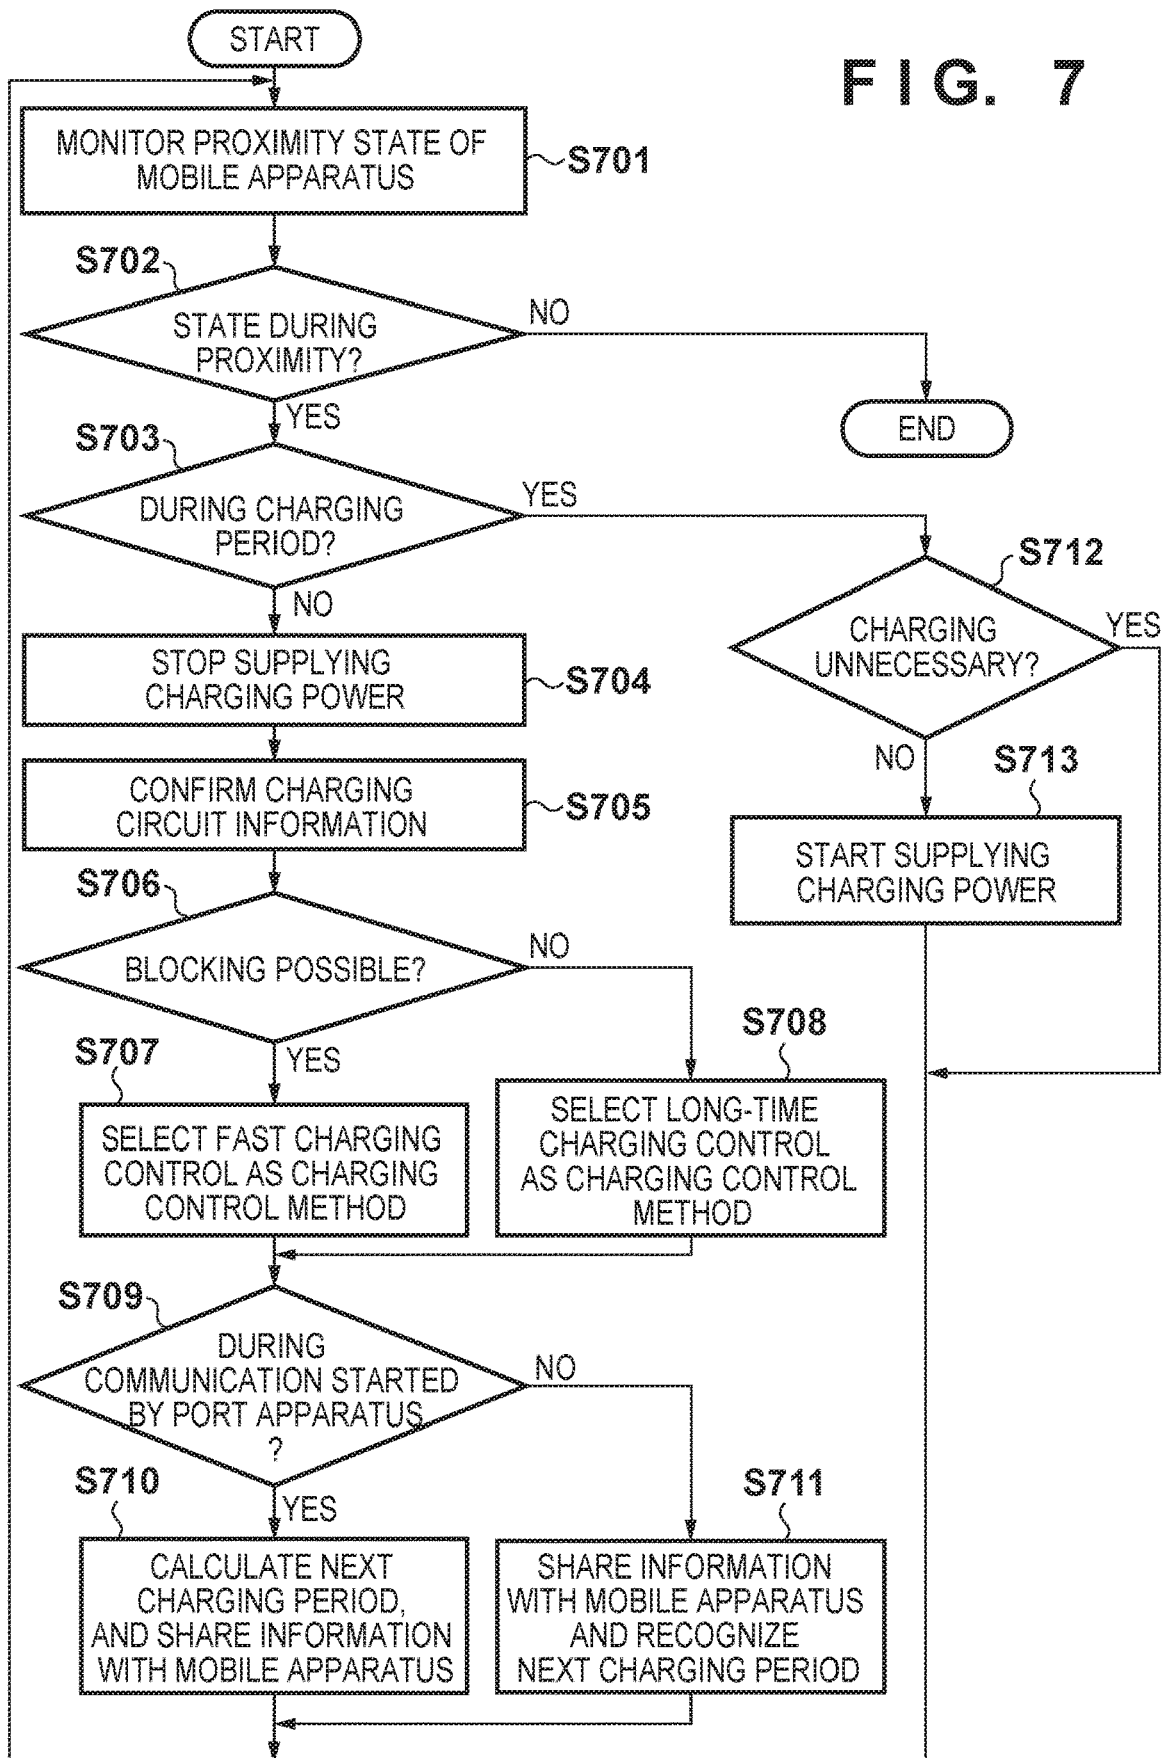 START
FIG. 7
MONITOR PROXIMITY STATE OF
MOBILE APPARATUS
S701
S702
STATE DURING
PROXIMITY?
NO
YES
END
S703
DURING CHARGING
PERIOD?
YES
NO
S712
CHARGING
UNNECESSARY?
YES
NO
STOP SUPPLYING
CHARGING POWER
S704
S713
START SUPPLYING
CHARGING POWER
CONFIRM CHARGING
CIRCUIT INFORMATION
S705
S706
BLOCKING POSSIBLE?
NO
YES
S707
SELECT FAST CHARGING
CONTROL AS CHARGING
CONTROL METHOD
S708
SELECT LONG-TIME
CHARGING CONTROL
AS CHARGING CONTROL
METHOD
S709
DURING
COMMUNICATION STARTED
BY PORT APPARATUS
?
NO
YES
S710
CALCULATE NEXT
CHARGING PERIOD,
AND SHARE INFORMATION
WITH MOBILE APPARATUS
S711
SHARE INFORMATION
WITH MOBILE APPARATUS
AND RECOGNIZE
NEXT CHARGING PERIOD